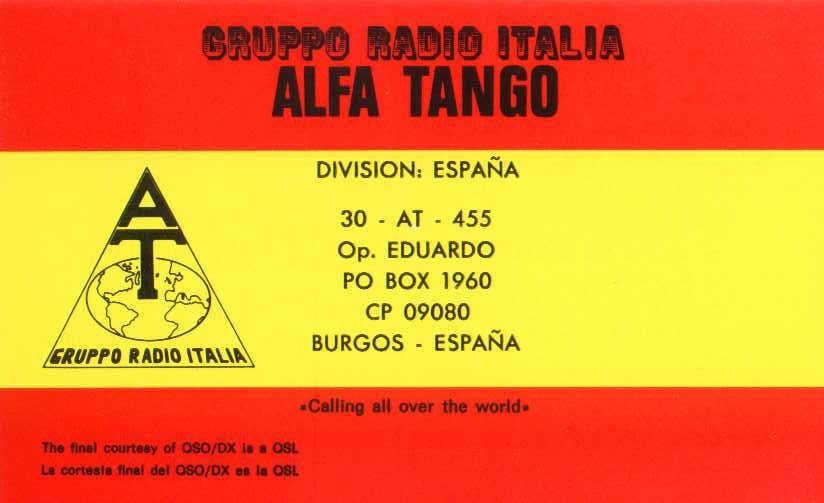 GRUPPO RADIO ITALIA
ALFA TANGO
DIVISION: ESPAÑA
30 - AT - 455
Op. EDUARDO
PO BOX 1960
CP 09080
BURGOS - ESPAÑA
AT
GRUPPO RADIO ITALIA
«Calling all over the world»
The final courtesy of QSO/DX is a QSL
La cortesía final del QSO/DX es la QSL